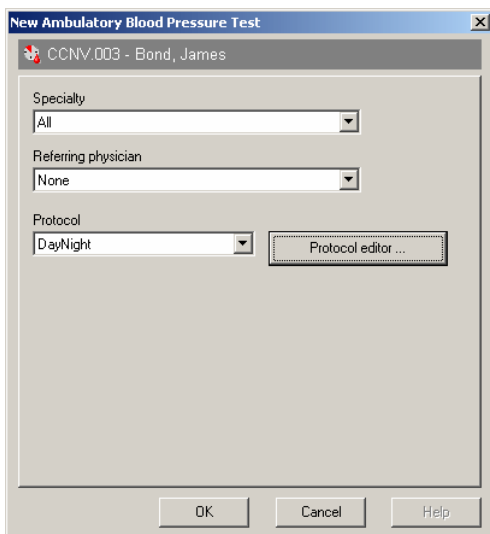 New Ambulatory Blood Pressure Test
CCNV.003 - Bond, James
Specialty
All
Referring physician
None
Protocol
DayNight
Protocol editor ...
OK
Cancel
Help